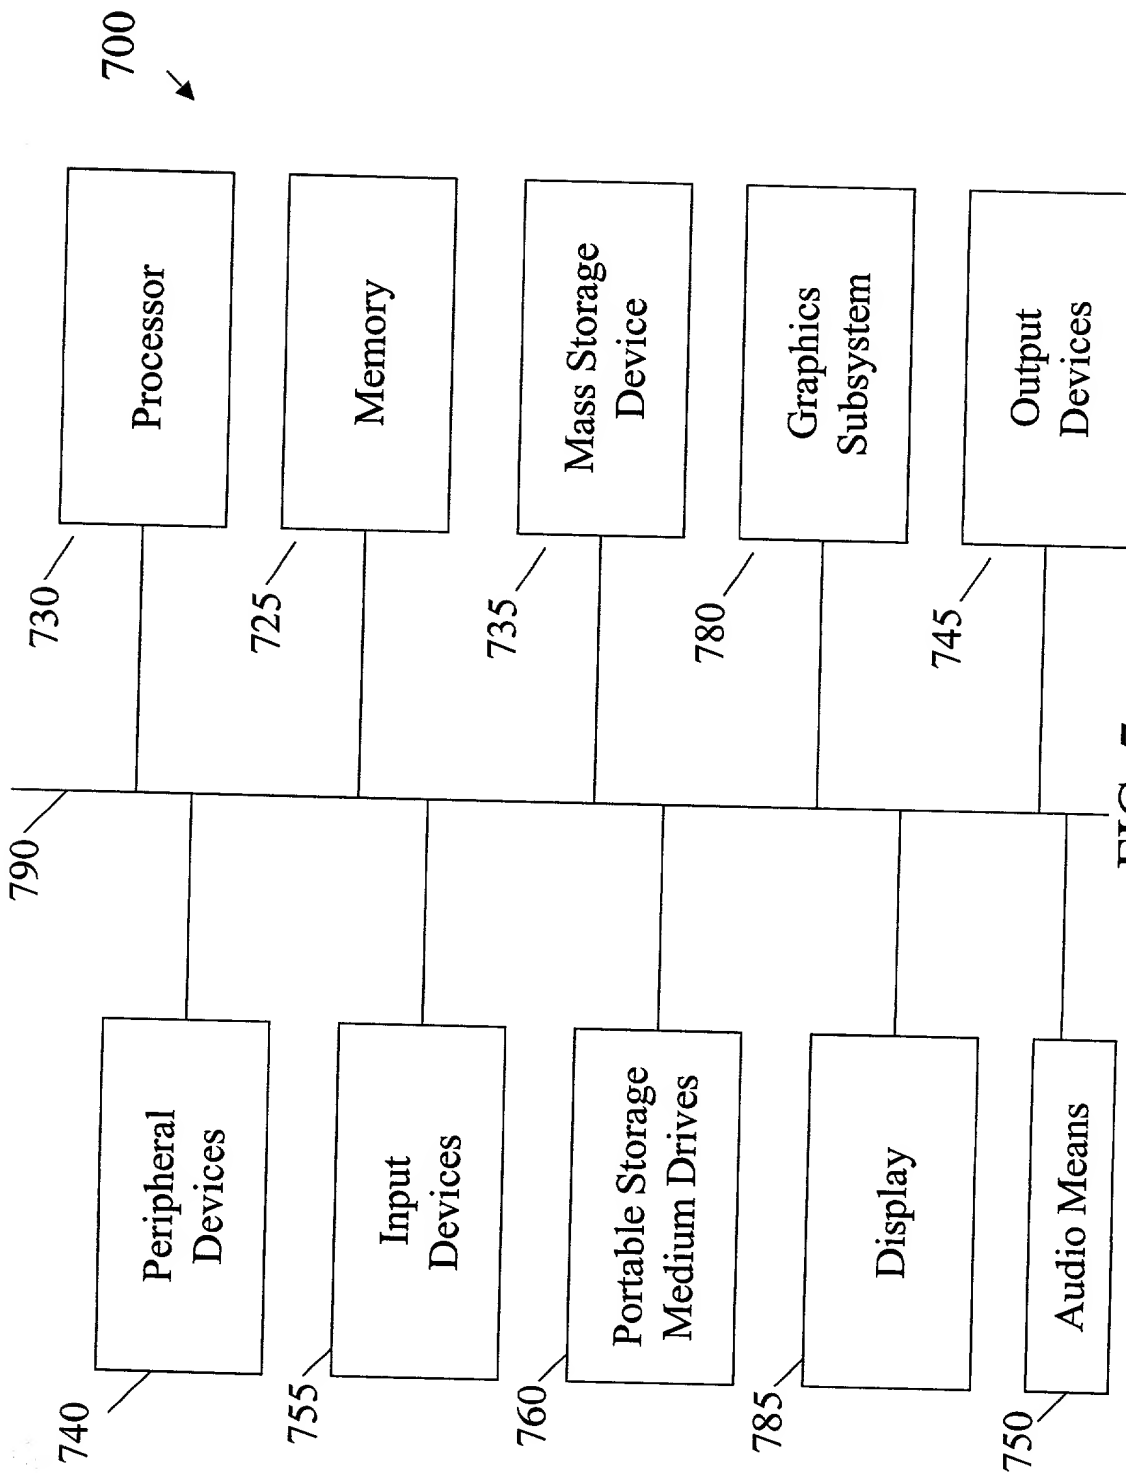 700
790
740
Peripheral
Devices
730
Processor
755
Input
Devices
725
Memory
760
Portable Storage
Medium Drives
735
Mass Storage
Device
785
Display
780
Graphics
Subsystem
750
Audio Means
745
Output
Devices